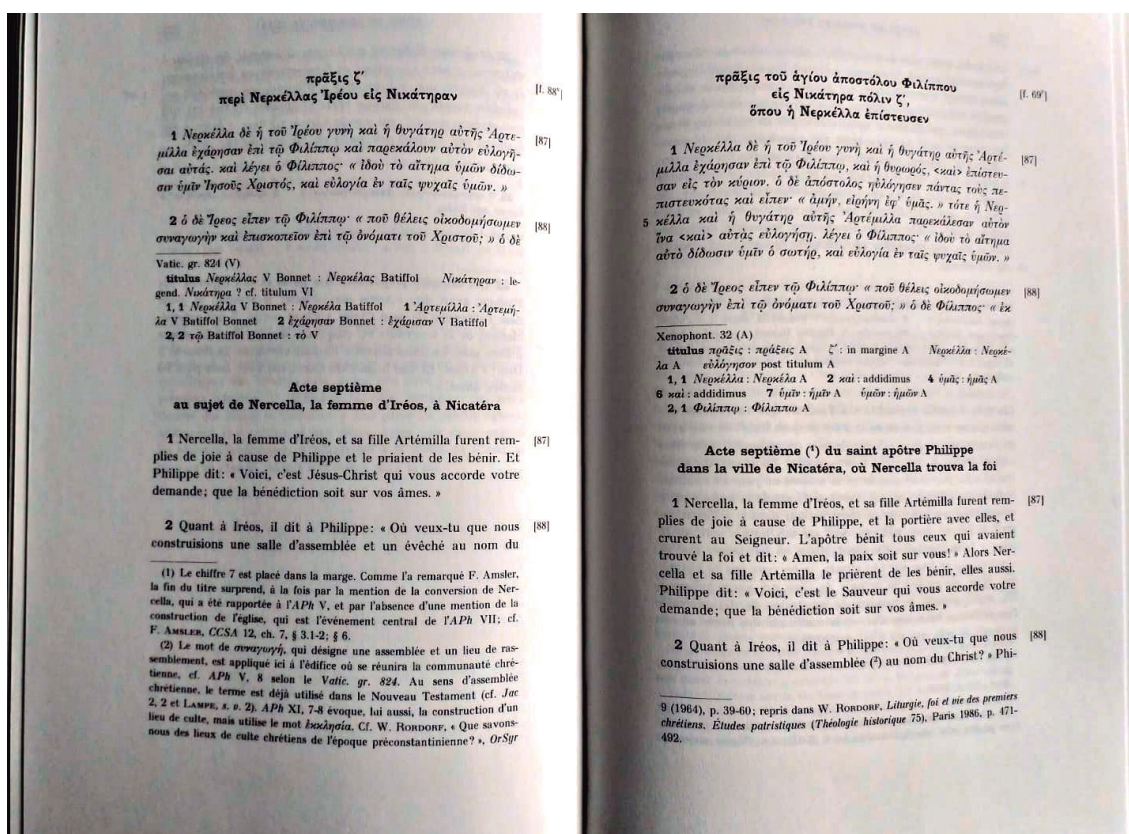 πρᾶξις ζ′
περὶ Νερκέλλας Ἰρέου εἰς Νικάτηραν
[f. 88ᵛ]
1 Νερκέλλα δὲ ἡ τοῦ Ἰρέου γυνὴ καὶ ἡ θυγάτηρ αὐτῆς Ἀρτε-
μίλλα ἐχάρησαν ἐπὶ τῷ Φιλίππῳ καὶ παρεκάλουν αὐτὸν εὐλογῆ-
σαι αὐτάς. καὶ λέγει ὁ Φίλιππος· « ἰδοὺ τὸ αἴτημα ὑμῶν δίδω-
σιν ὑμῖν Ἰησοῦς Χριστός, καὶ εὐλογία ἐν ταῖς ψυχαῖς ὑμῶν. »
[87]
2 ὁ δὲ Ἴρεος εἶπεν τῷ Φιλίππῳ· « ποῦ θέλεις οἰκοδομήσωμεν
συναγωγὴν καὶ ἐπισκοπεῖον ἐπὶ τῷ ὀνόματι τοῦ Χριστοῦ; » ὁ δὲ
[88]
Vatic. gr. 824 (V)
titulus Νερκέλλας V Bonnet : Νερκέλας Batiffol Νικάτηραν : le-
gend. Νικάτηρα ? cf. titulum VI
1, 1 Νερκέλλα V Bonnet : Νερκέλα Batiffol 1 Ἀρτεμίλλα : Ἀρτεμή-
λα V Batiffol Bonnet 2 ἐχάρησαν Bonnet : ἐχάρισαν V Batiffol
2, 2 τῷ Batiffol Bonnet : τὸ V
Acte septième
au sujet de Nercella, la femme d'Iréos, à Nicatéra
1 Nercella, la femme d'Iréos, et sa fille Artémilla furent rem-
plies de joie à cause de Philippe et le priaient de les bénir. Et
Philippe dit: « Voici, c'est Jésus-Christ qui vous accorde votre
demande; que la bénédiction soit sur vos âmes. »
[87]
2 Quant à Iréos, il dit à Philippe: « Où veux-tu que nous
construisions une salle d'assemblée et un évêché au nom du
[88]
(1) Le chiffre 7 est placé dans la marge. Comme l'a remarqué F. Amsler,
la fin du titre surprend, à la fois par la mention de la conversion de Ner-
cella, qui a été rapportée à l'APh V, et par l'absence d'une mention de la
construction de l'église, qui est l'événement central de l'APh VII; cf.
F. AMSLER, CCSA 12, ch. 7, § 3.1-2; § 6.
(2) Le mot de συναγωγή, qui désigne une assemblée et un lieu de ras-
semblement, est appliqué ici à l'édifice où se réunira la communauté chré-
tienne, cf. APh V, 8 selon le Vatic. gr. 824. Au sens d'assemblée
chrétienne, le terme est déjà utilisé dans le Nouveau Testament (cf. Jac
2, 2 et LAMPE, s. v. 2). APh XI, 7-8 évoque, lui aussi, la construction d'un
lieu de culte, mais utilise le mot ἐκκλησία. Cf. W. RORDORF, « Que savons-
nous des lieux de culte chrétiens de l'époque préconstantinienne? », OrSyr
πρᾶξις τοῦ ἁγίου ἀποστόλου Φιλίππου
εἰς Νικάτηρα πόλιν ζ′,
ὅπου ἡ Νερκέλλα ἐπίστευσεν
[f. 69ʳ]
1 Νερκέλλα δὲ ἡ τοῦ Ἰρέου γυνὴ καὶ ἡ θυγάτηρ αὐτῆς Ἀρτέ-
μιλλα ἐχάρησαν ἐπὶ τῷ Φιλίππῳ, καὶ ἡ θυρωρός, <καὶ> ἐπίστευ-
σαν εἰς τὸν κύριον. ὁ δὲ ἀπόστολος ηὐλόγησεν πάντας τοὺς πε-
πιστευκότας καὶ εἶπεν· « ἀμήν, εἰρήνη ἐφ' ὑμᾶς. » τότε ἡ Νερ-
5 κέλλα καὶ ἡ θυγάτηρ αὐτῆς Ἀρτέμιλλα παρεκάλεσαν αὐτὸν
ἵνα <καὶ> αὐτὰς εὐλογήσῃ. λέγει ὁ Φίλιππος· « ἰδοὺ τὸ αἴτημα
αὐτὸ δίδωσιν ὑμῖν ὁ σωτήρ, καὶ εὐλογία ἐν ταῖς ψυχαῖς ὑμῶν. »
[87]
2 ὁ δὲ Ἴρεος εἶπεν τῷ Φιλίππῳ· « ποῦ θέλεις οἰκοδομήσωμεν
συναγωγὴν ἐπὶ τῷ ὀνόματι τοῦ Χριστοῦ; » ὁ δὲ Φίλιππος· « ἐκ
[88]
Xenophont. 32 (A)
titulus πρᾶξις : πράξεις A ζ′ : in margine A Νερκέλλα : Νερκέ-
λα A εὐλόγησον post titulum A
1, 1 Νερκέλλα : Νερκέλα A 2 καὶ : addidimus 4 ὑμᾶς : ἡμᾶς A
6 καὶ : addidimus 7 ὑμῖν : ἡμῖν A ὑμῶν : ἡμῶν A
2, 1 Φιλίππῳ : Φίλιππω A
Acte septième (¹) du saint apôtre Philippe
dans la ville de Nicatéra, où Nercella trouva la foi
1 Nercella, la femme d'Iréos, et sa fille Artémilla furent rem-
plies de joie à cause de Philippe, et la portière avec elles, et
crurent au Seigneur. L'apôtre bénit tous ceux qui avaient
trouvé la foi et dit: « Amen, la paix soit sur vous! » Alors Ner-
cella et sa fille Artémilla le prièrent de les bénir, elles aussi.
Philippe dit: « Voici, c'est le Sauveur qui vous accorde votre
demande; que la bénédiction soit sur vos âmes. »
[87]
2 Quant à Iréos, il dit à Philippe: « Où veux-tu que nous
construisions une salle d'assemblée (²) au nom du Christ? » Phi-
[88]
9 (1964), p. 39-60; repris dans W. RORDORF, Liturgie, foi et vie des premiers
chrétiens. Études patristiques (Théologie historique 75), Paris 1986, p. 471-
492.